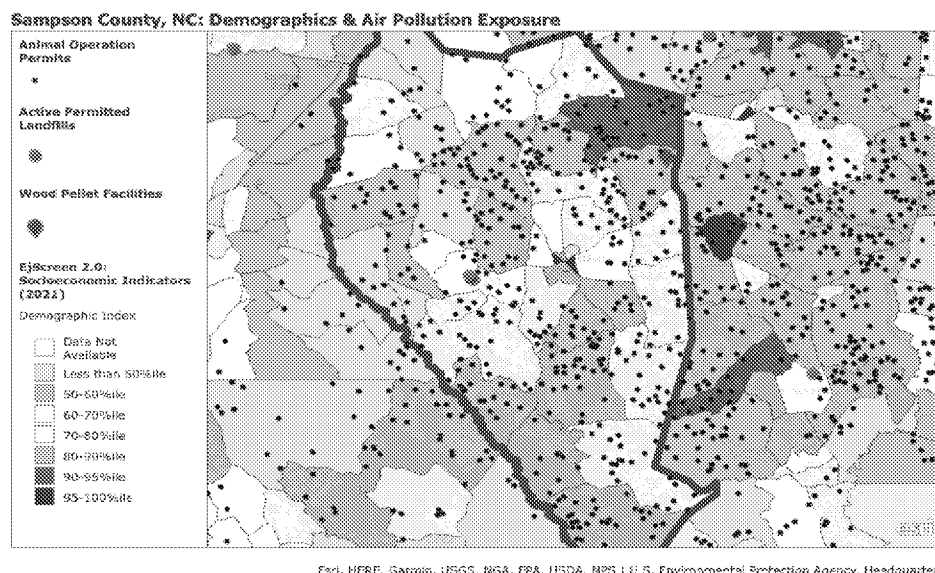 Sampson County, NC: Demographics & Air Pollution Exposure
Animal Operation
Permits
Active Permitted
Landfills
Wood Pellet Facilities
EjScreen 2.0:
Socioeconomic Indicators
(2021)
Demographic Index
Data Not
Available
Less than 50%ile
50-60%ile
60-70%ile
70-80%ile
80-90%ile
90-95%ile
95-100%ile
Esri, HERE, Garmin, USGS, NGA, EPA, USDA, NPS | U.S. Environmental Protection Agency, Headquarter